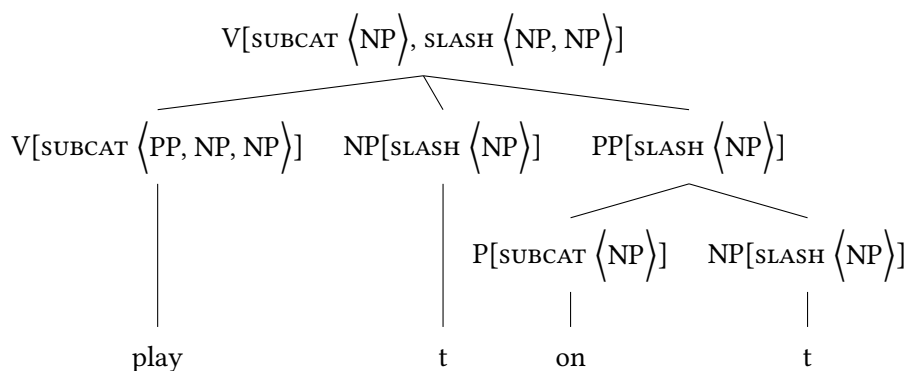 V[SUBCAT ⟨NP⟩, SLASH ⟨NP, NP⟩]
V[SUBCAT ⟨PP, NP, NP⟩] NP[SLASH ⟨NP⟩] PP[SLASH ⟨NP⟩]
P[SUBCAT ⟨NP⟩] NP[SLASH ⟨NP⟩]
play t on t